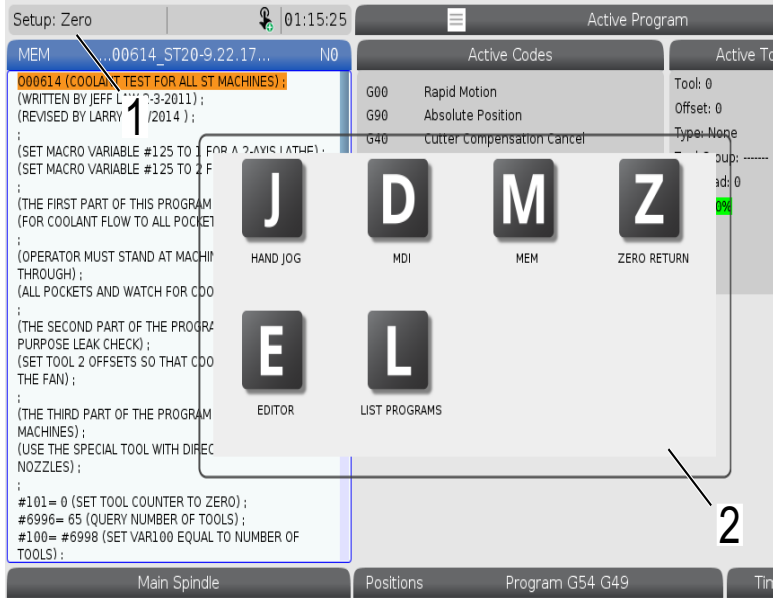 Setup: Zero
01:15:25
Active Program
MEM ...00614_ST20-9.22.17... N0
Active Codes
Active To
O00614 (COOLANT TEST FOR ALL ST MACHINES) ;
(WRITTEN BY JEFF -3-2011) ;
(REVISED BY LARRY /2014 ) ;
;
(SET MACRO VARIABLE #125 TO 1 FOR A 2-AXIS LATHE) ;
(SET MACRO VARIABLE #125 TO 2 F
;
(THE FIRST PART OF THIS PROGRAM
(FOR COOLANT FLOW TO ALL POCKET
;
(OPERATOR MUST STAND AT MACHIN
THROUGH) ;
(ALL POCKETS AND WATCH FOR COO
;
(THE SECOND PART OF THE PROGRA
PURPOSE LEAK CHECK) ;
(SET TOOL 2 OFFSETS SO THAT COO
THE FAN) ;
;
(THE THIRD PART OF THE PROGRAM
MACHINES) ;
(USE THE SPECIAL TOOL WITH DIREC
NOZZLES) ;
;
#101= 0 (SET TOOL COUNTER TO ZERO) ;
#6996= 65 (QUERY NUMBER OF TOOLS) ;
#100= #6998 (SET VAR100 EQUAL TO NUMBER OF
TOOLS) ;
G00 Rapid Motion
G90 Absolute Position
G40 Cutter Compensation Cancel
Tool: 0
Offset: 0
Type: None
oup: -------
ad: 0
0%
1
J
HAND JOG
D
MDI
M
MEM
Z
ZERO RETURN
E
EDITOR
L
LIST PROGRAMS
2
Main Spindle
Positions
Program G54 G49
Tim